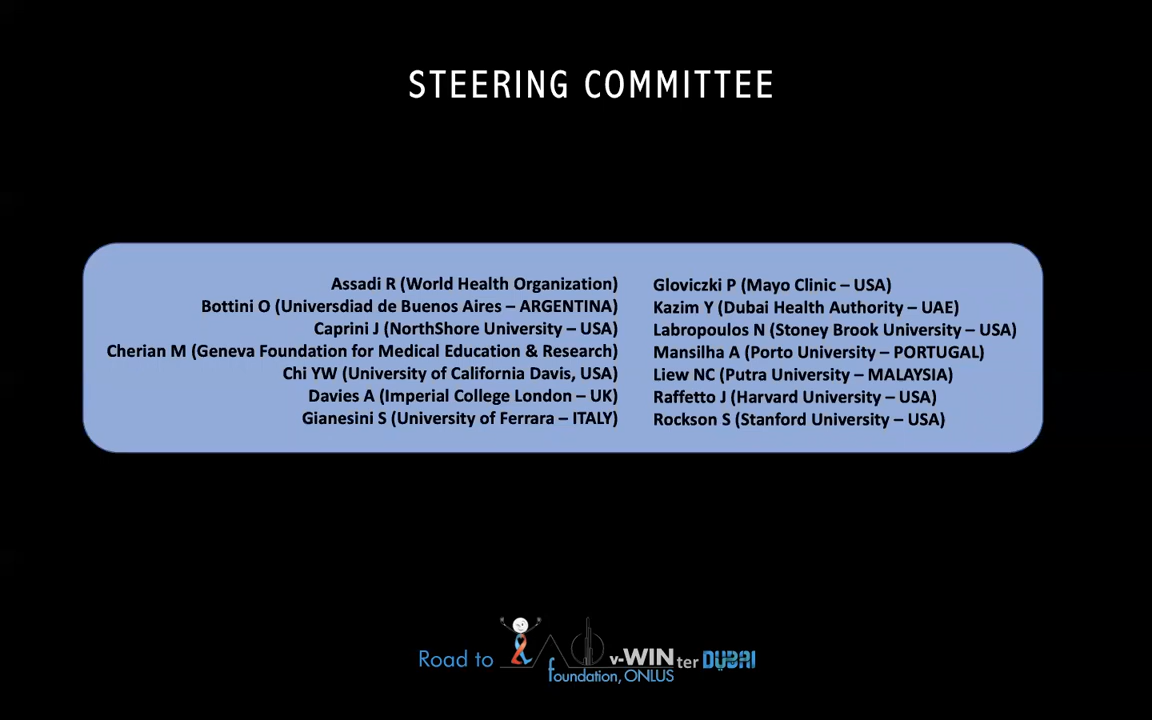 STEERING COMMITTEE
Assadi R (World Health Organization)
Bottini O (Universdiad de Buenos Aires – ARGENTINA)
Caprini J (NorthShore University – USA)
Cherian M (Geneva Foundation for Medical Education & Research)
Chi YW (University of California Davis, USA)
Davies A (Imperial College London – UK)
Gianesini S (University of Ferrara – ITALY)
Gloviczki P (Mayo Clinic – USA)
Kazim Y (Dubai Health Authority – UAE)
Labropoulos N (Stoney Brook University – USA)
Mansilha A (Porto University – PORTUGAL)
Liew NC (Putra University – MALAYSIA)
Raffetto J (Harvard University – USA)
Rockson S (Stanford University – USA)
Road to v-WINter DUBAI
foundation, ONLUS